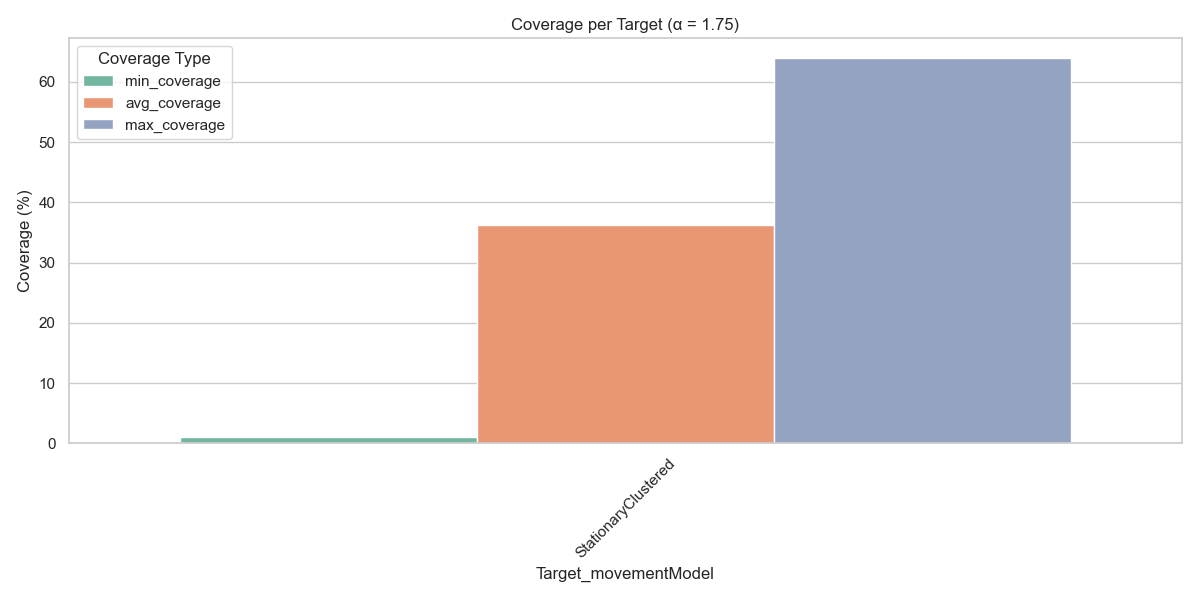 Coverage per Target (α = 1.75)
Coverage Type
min_coverage
avg_coverage
max_coverage
Coverage (%)
60
50
40
30
20
10
0
StationaryClustered
Target_movementModel